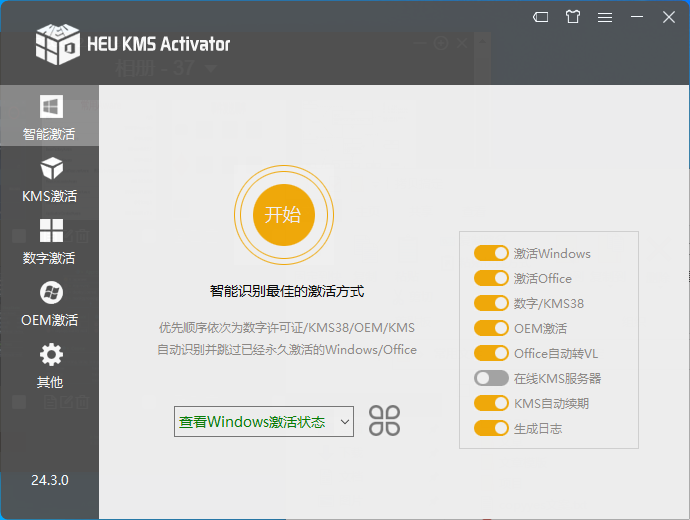 HEU KMS Activator
相册 - 37
智能激活
KMS激活
数字激活
OEM激活
其他
24.3.0
开始
智能识别最佳的激活方式
优先顺序依次为数字许可证/KMS38/OEM/KMS
自动识别并跳过已经永久激活的Windows/Office
查看Windows激活状态
激活Windows
激活Office
数字/KMS38
OEM激活
Office自动转VL
在线KMS服务器
KMS自动续期
生成日志